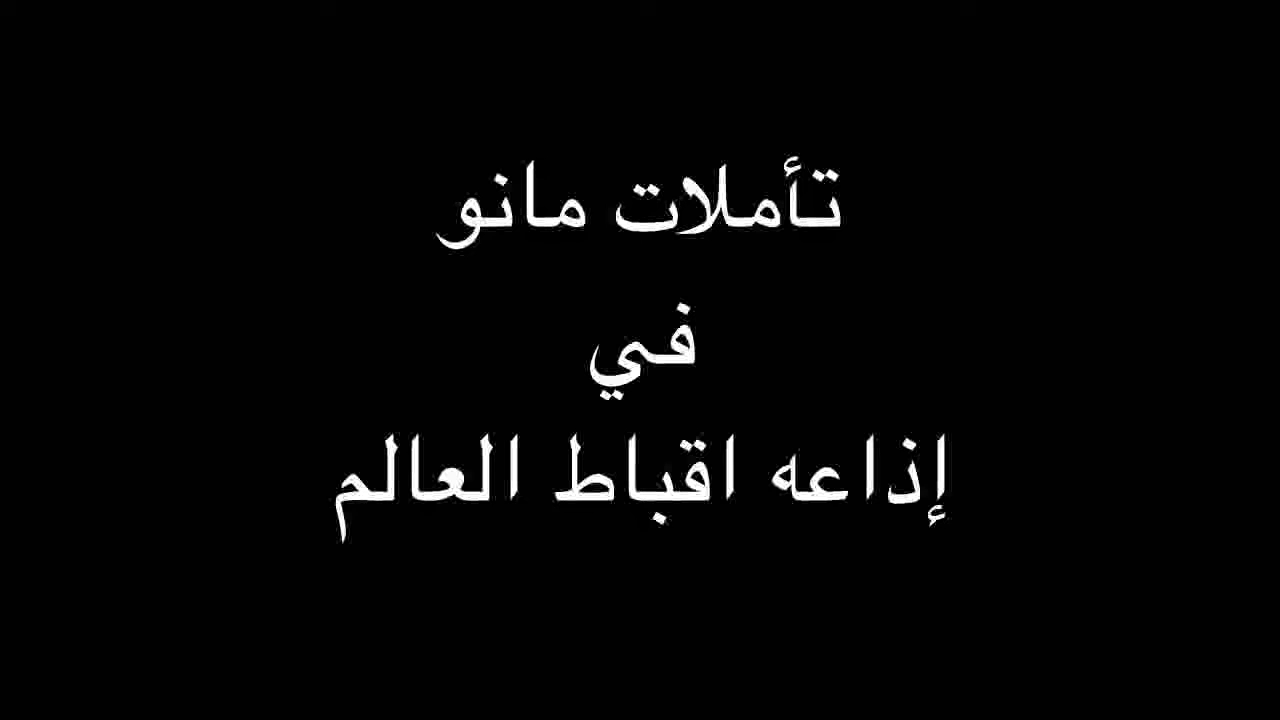 تأملات مانو
في
إذاعه اقباط العالم